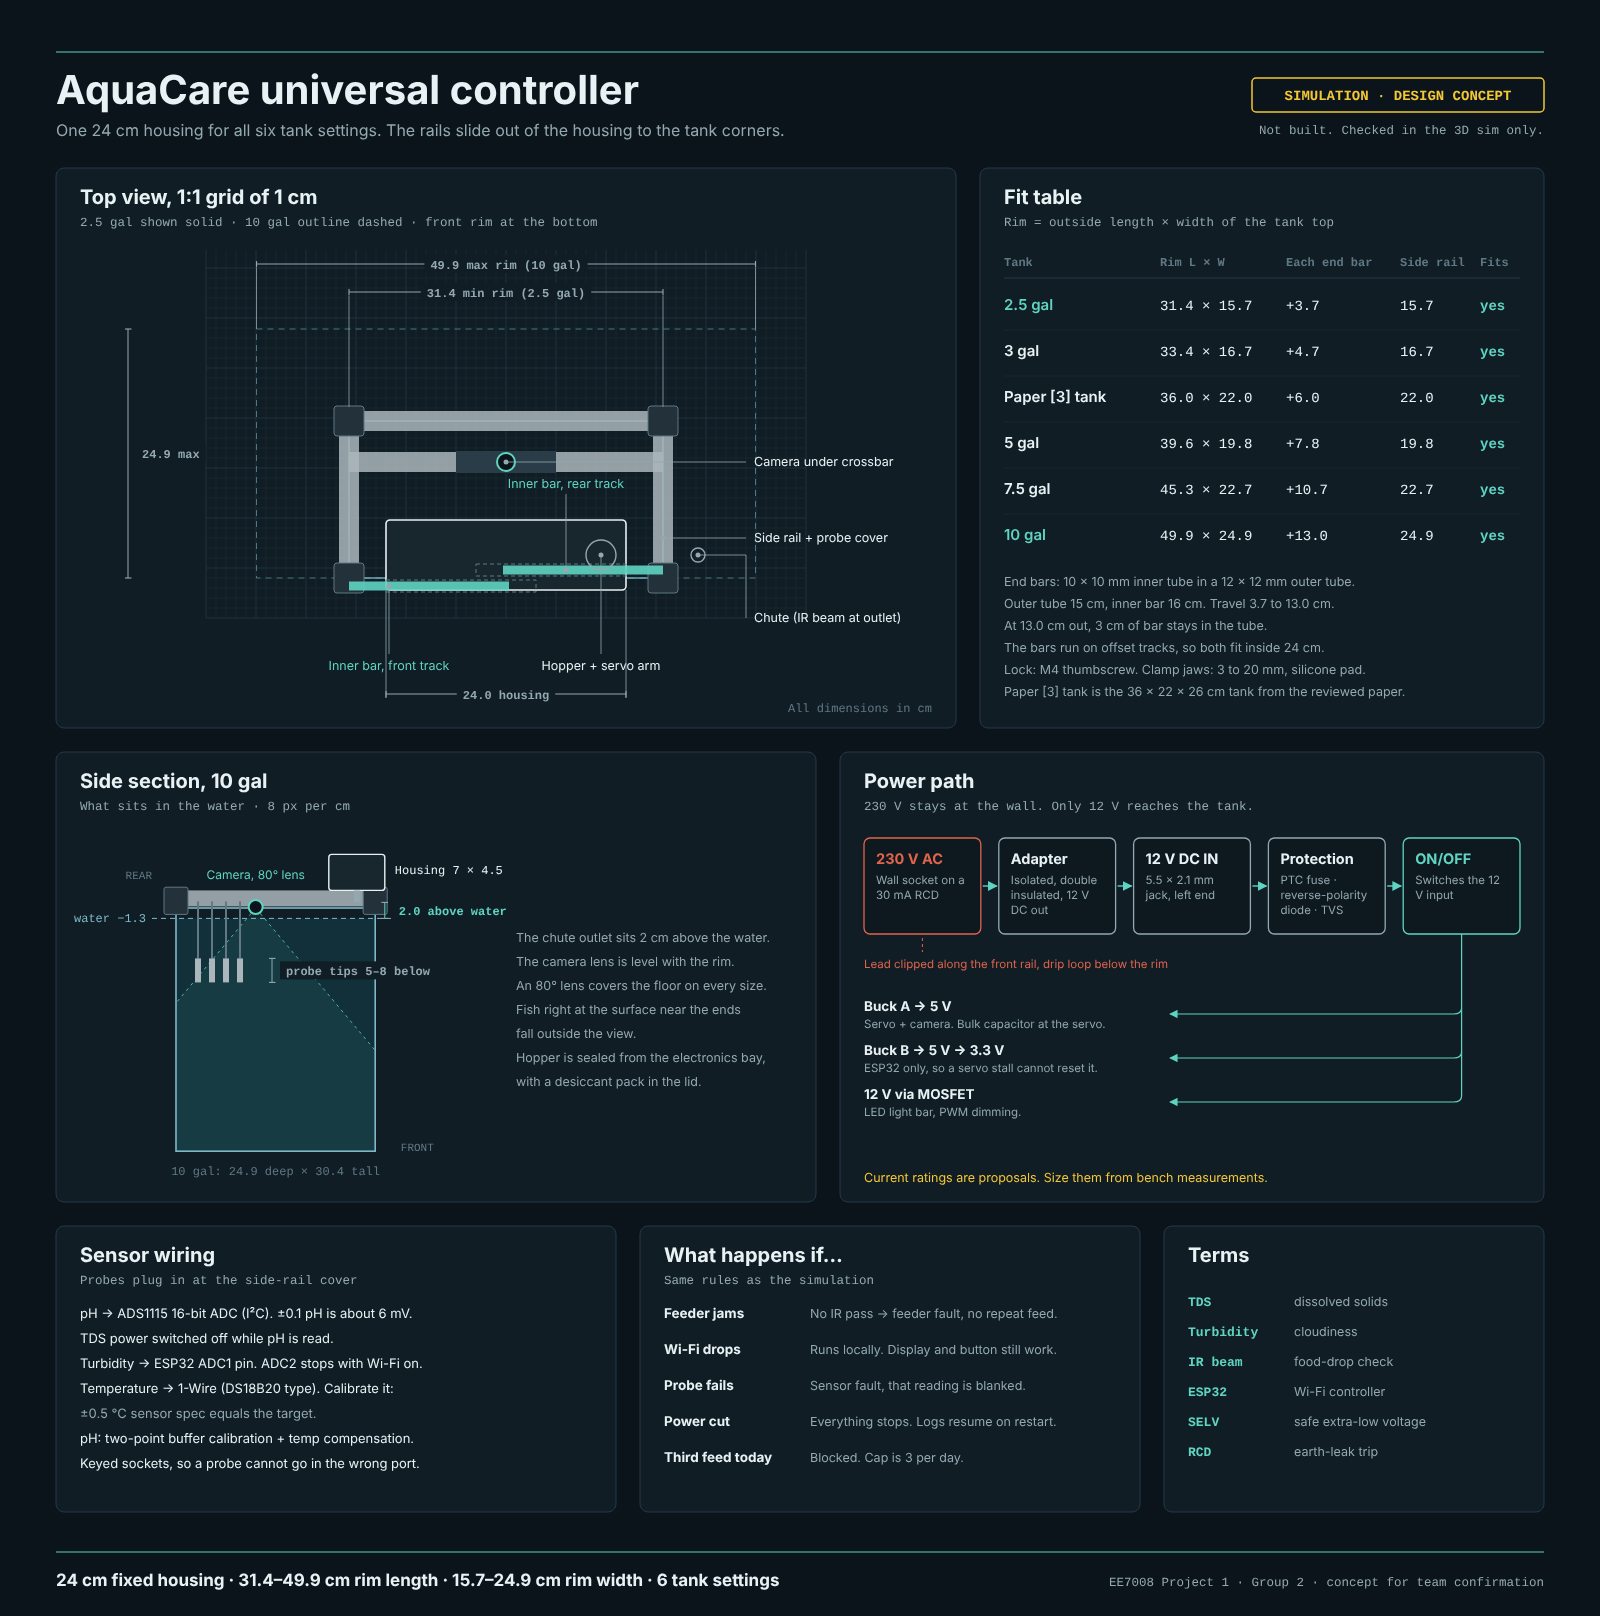 AquaCare universal controller
SIMULATION · DESIGN CONCEPT
One 24 cm housing for all six tank settings. The rails slide out of the housing to the tank corners.
Not built. Checked in the 3D sim only.
Top view, 1:1 grid of 1 cm
2.5 gal shown solid · 10 gal outline dashed · front rim at the bottom
49.9 max rim (10 gal)
31.4 min rim (2.5 gal)
24.9 max
Camera under crossbar
Inner bar, rear track
Side rail + probe cover
Chute (IR beam at outlet)
Inner bar, front track
Hopper + servo arm
24.0 housing
All dimensions in cm
Fit table
Rim = outside length × width of the tank top
Tank Rim L × W Each end bar Side rail Fits
2.5 gal 31.4 × 15.7 +3.7 15.7 yes
3 gal 33.4 × 16.7 +4.7 16.7 yes
Paper [3] tank 36.0 × 22.0 +6.0 22.0 yes
5 gal 39.6 × 19.8 +7.8 19.8 yes
7.5 gal 45.3 × 22.7 +10.7 22.7 yes
10 gal 49.9 × 24.9 +13.0 24.9 yes
End bars: 10 × 10 mm inner tube in a 12 × 12 mm outer tube.
Outer tube 15 cm, inner bar 16 cm. Travel 3.7 to 13.0 cm.
At 13.0 cm out, 3 cm of bar stays in the tube.
The bars run on offset tracks, so both fit inside 24 cm.
Lock: M4 thumbscrew. Clamp jaws: 3 to 20 mm, silicone pad.
Paper [3] tank is the 36 × 22 × 26 cm tank from the reviewed paper.
Side section, 10 gal
What sits in the water · 8 px per cm
REAR
Camera, 80° lens
Housing 7 × 4.5
water −1.3
2.0 above water
probe tips 5–8 below
The chute outlet sits 2 cm above the water.
The camera lens is level with the rim.
An 80° lens covers the floor on every size.
Fish right at the surface near the ends
fall outside the view.
Hopper is sealed from the electronics bay,
with a desiccant pack in the lid.
FRONT
10 gal: 24.9 deep × 30.4 tall
Power path
230 V stays at the wall. Only 12 V reaches the tank.
230 V AC
Wall socket on a
30 mA RCD
Adapter
Isolated, double
insulated, 12 V
DC out
12 V DC IN
5.5 × 2.1 mm
jack, left end
Protection
PTC fuse ·
reverse-polarity
diode · TVS
ON/OFF
Switches the 12
V input
Lead clipped along the front rail, drip loop below the rim
Buck A → 5 V
Servo + camera. Bulk capacitor at the servo.
Buck B → 5 V → 3.3 V
ESP32 only, so a servo stall cannot reset it.
12 V via MOSFET
LED light bar, PWM dimming.
Current ratings are proposals. Size them from bench measurements.
Sensor wiring
Probes plug in at the side-rail cover
pH → ADS1115 16-bit ADC (I²C). ±0.1 pH is about 6 mV.
TDS power switched off while pH is read.
Turbidity → ESP32 ADC1 pin. ADC2 stops with Wi-Fi on.
Temperature → 1-Wire (DS18B20 type). Calibrate it:
±0.5 °C sensor spec equals the target.
pH: two-point buffer calibration + temp compensation.
Keyed sockets, so a probe cannot go in the wrong port.
What happens if…
Same rules as the simulation
Feeder jams No IR pass → feeder fault, no repeat feed.
Wi-Fi drops Runs locally. Display and button still work.
Probe fails Sensor fault, that reading is blanked.
Power cut Everything stops. Logs resume on restart.
Third feed today Blocked. Cap is 3 per day.
Terms
TDS dissolved solids
Turbidity cloudiness
IR beam food-drop check
ESP32 Wi-Fi controller
SELV safe extra-low voltage
RCD earth-leak trip
24 cm fixed housing · 31.4–49.9 cm rim length · 15.7–24.9 cm rim width · 6 tank settings
EE7008 Project 1 · Group 2 · concept for team confirmation